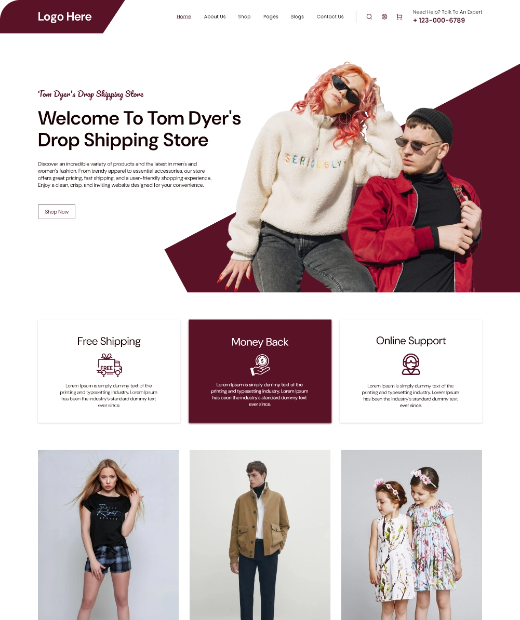 Logo Here
Home About Us Shop Pages Blogs Contact Us
Need Help? Talk To An Expert
+ 123-000-6789
Tom Dyer's Drop Shipping Store
Welcome To Tom Dyer's
Drop Shipping Store
Discover an incredible variety of products and the latest in men's and
women's fashion. From trendy apparel to essential accessories, our store
offers great pricing, fast shipping, and a user-friendly shopping experience.
Enjoy a clean, crisp, and inviting website designed for your convenience.
Shop Now
SERIOUSLY
Free Shipping
FREE
Lorem Ipsum is simply dummy text of the
printing and typesetting industry. Lorem Ipsum
has been the industry's standard dummy text
ever since.
Money Back
$
Lorem Ipsum is simply dummy text of the
printing and typesetting industry. Lorem Ipsum
has been the industry's standard dummy text
ever since.
Online Support
Lorem Ipsum is simply dummy text of the
printing and typesetting industry. Lorem Ipsum
has been the industry's standard dummy text
ever since.
Right